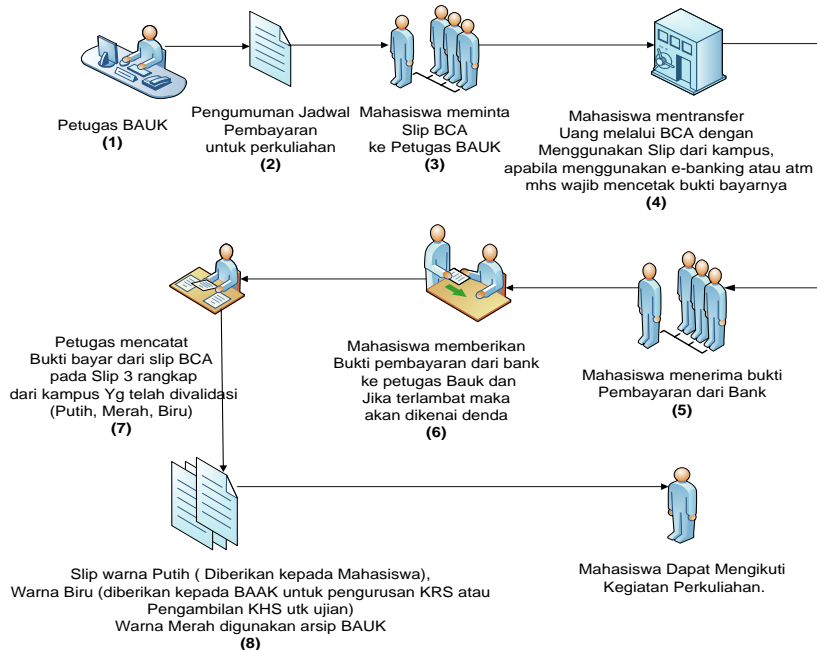 Petugas BAUK
(1)
Pengumuman Jadwal
Pembayaran
untuk perkuliahan
(2)
Mahasiswa meminta
Slip BCA
ke Petugas BAUK
(3)
Mahasiswa mentransfer
Uang melalui BCA dengan
Menggunakan Slip dari kampus,
apabila menggunakan e-banking atau atm
mhs wajib mencetak bukti bayarnya
(4)
Petugas mencatat
Bukti bayar dari slip BCA
pada Slip 3 rangkap
dari kampus Yg telah divalidasi
(Putih, Merah, Biru)
(7)
Mahasiswa memberikan
Bukti pembayaran dari bank
ke petugas Bauk dan
Jika terlambat maka
akan dikenai denda
(6)
Mahasiswa menerima bukti
Pembayaran dari Bank
(5)
Slip warna Putih ( Diberikan kepada Mahasiswa),
Warna Biru (diberikan kepada BAAK untuk pengurusan KRS atau
Pengambilan KHS utk ujian)
Warna Merah digunakan arsip BAUK
(8)
Mahasiswa Dapat Mengikuti
Kegiatan Perkuliahan.